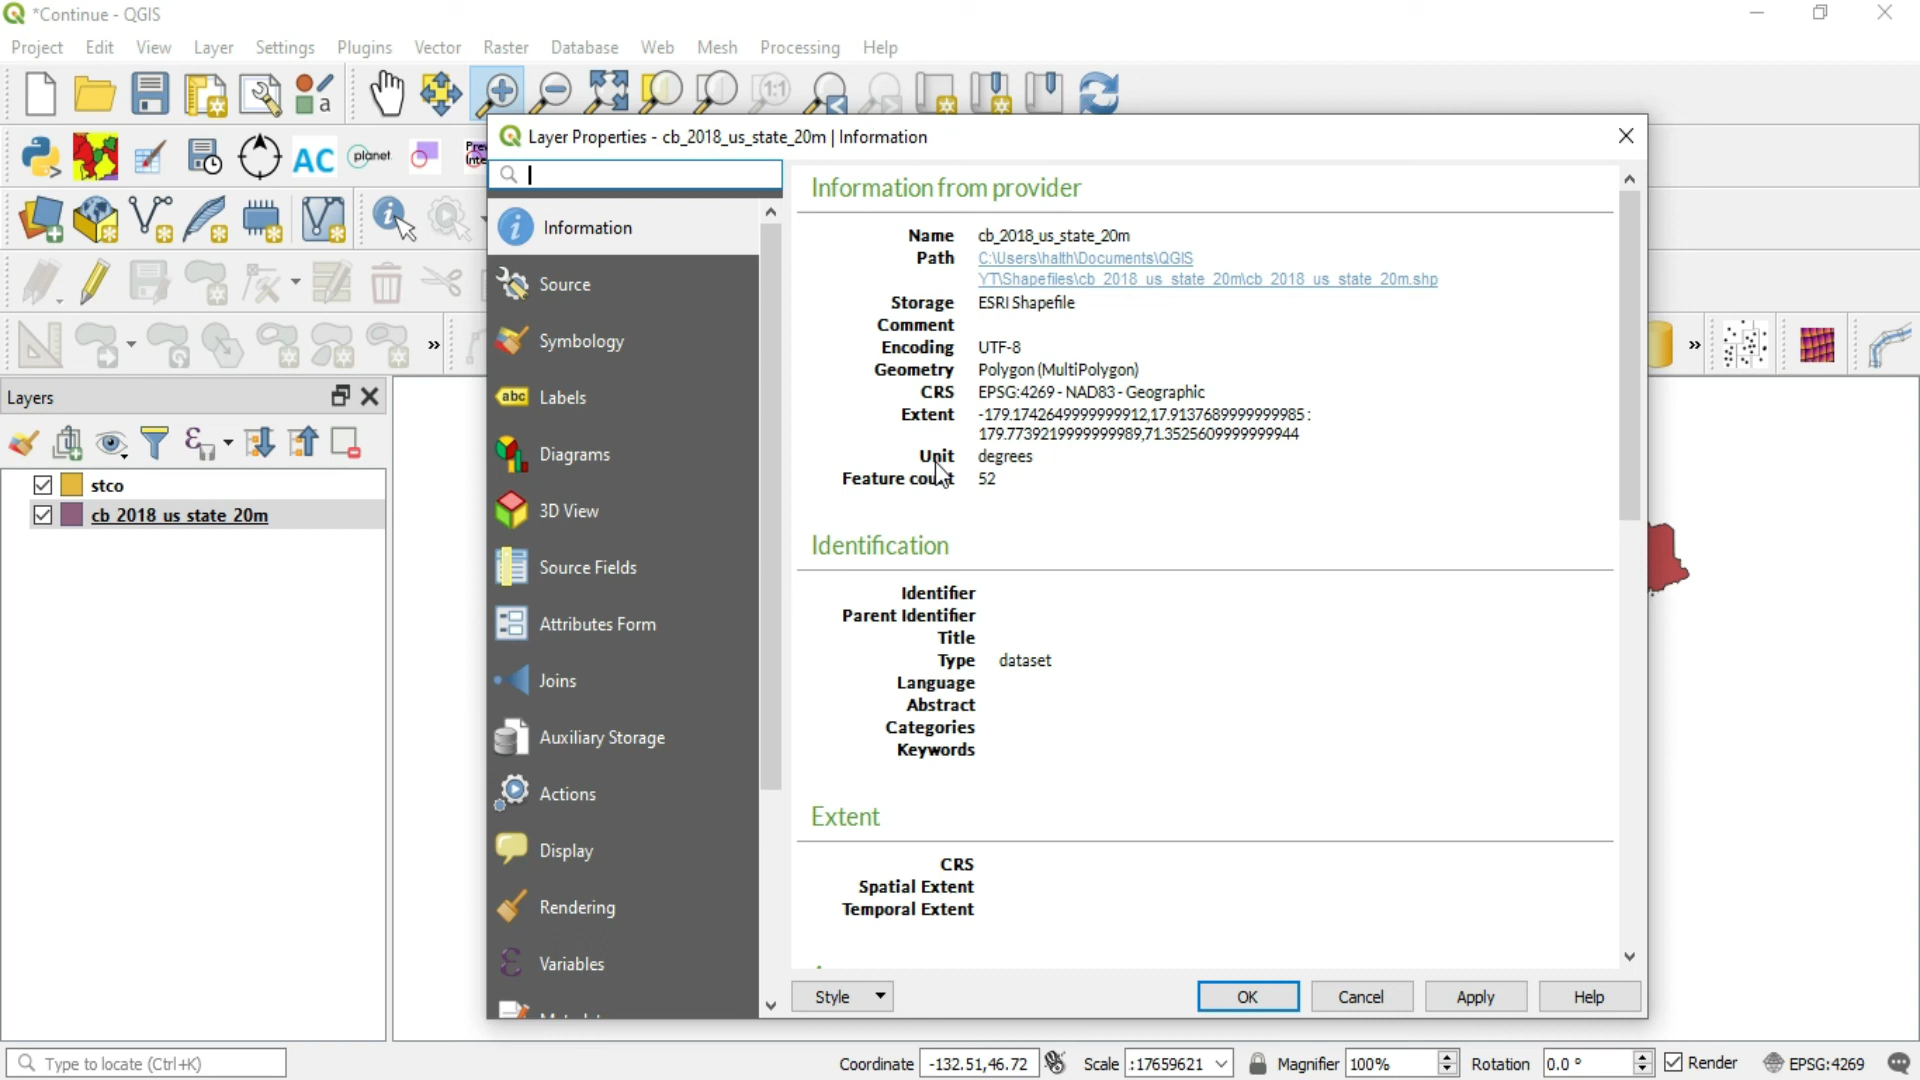 *Continue - QGIS
Project Edit View Layer Settings Plugins Vector Raster Database Web Mesh Processing Help
AC planet
Layer Properties - cb_2018_us_state_20m | Information
Information
Source
Symbology
abc Labels
Diagrams
3D View
Source Fields
Attributes Form
Joins
Auxiliary Storage
Actions
Display
Rendering
Variables
Information from provider
Name cb_2018_us_state_20m
Path C:\Users\halth\Documents\QGIS
YT\Shapefiles\cb_2018_us_state_20m\cb_2018_us_state_20m.shp
Storage ESRI Shapefile
Comment
Encoding UTF-8
Geometry Polygon (MultiPolygon)
CRS EPSG:4269 - NAD83 - Geographic
Extent -179.1742649999999912,17.9137689999999985 :
179.7739219999999989,71.3525609999999944
Unit degrees
Feature count 52
Identification
Identifier
Parent Identifier
Title
Type dataset
Language
Abstract
Categories
Keywords
Extent
CRS
Spatial Extent
Temporal Extent
Style OK Cancel Apply Help
Layers
stco
cb_2018_us_state_20m
Type to locate (Ctrl+K) Coordinate -132.51,46.72 Scale :17659621 Magnifier 100% Rotation 0.0 ° Render EPSG:4269